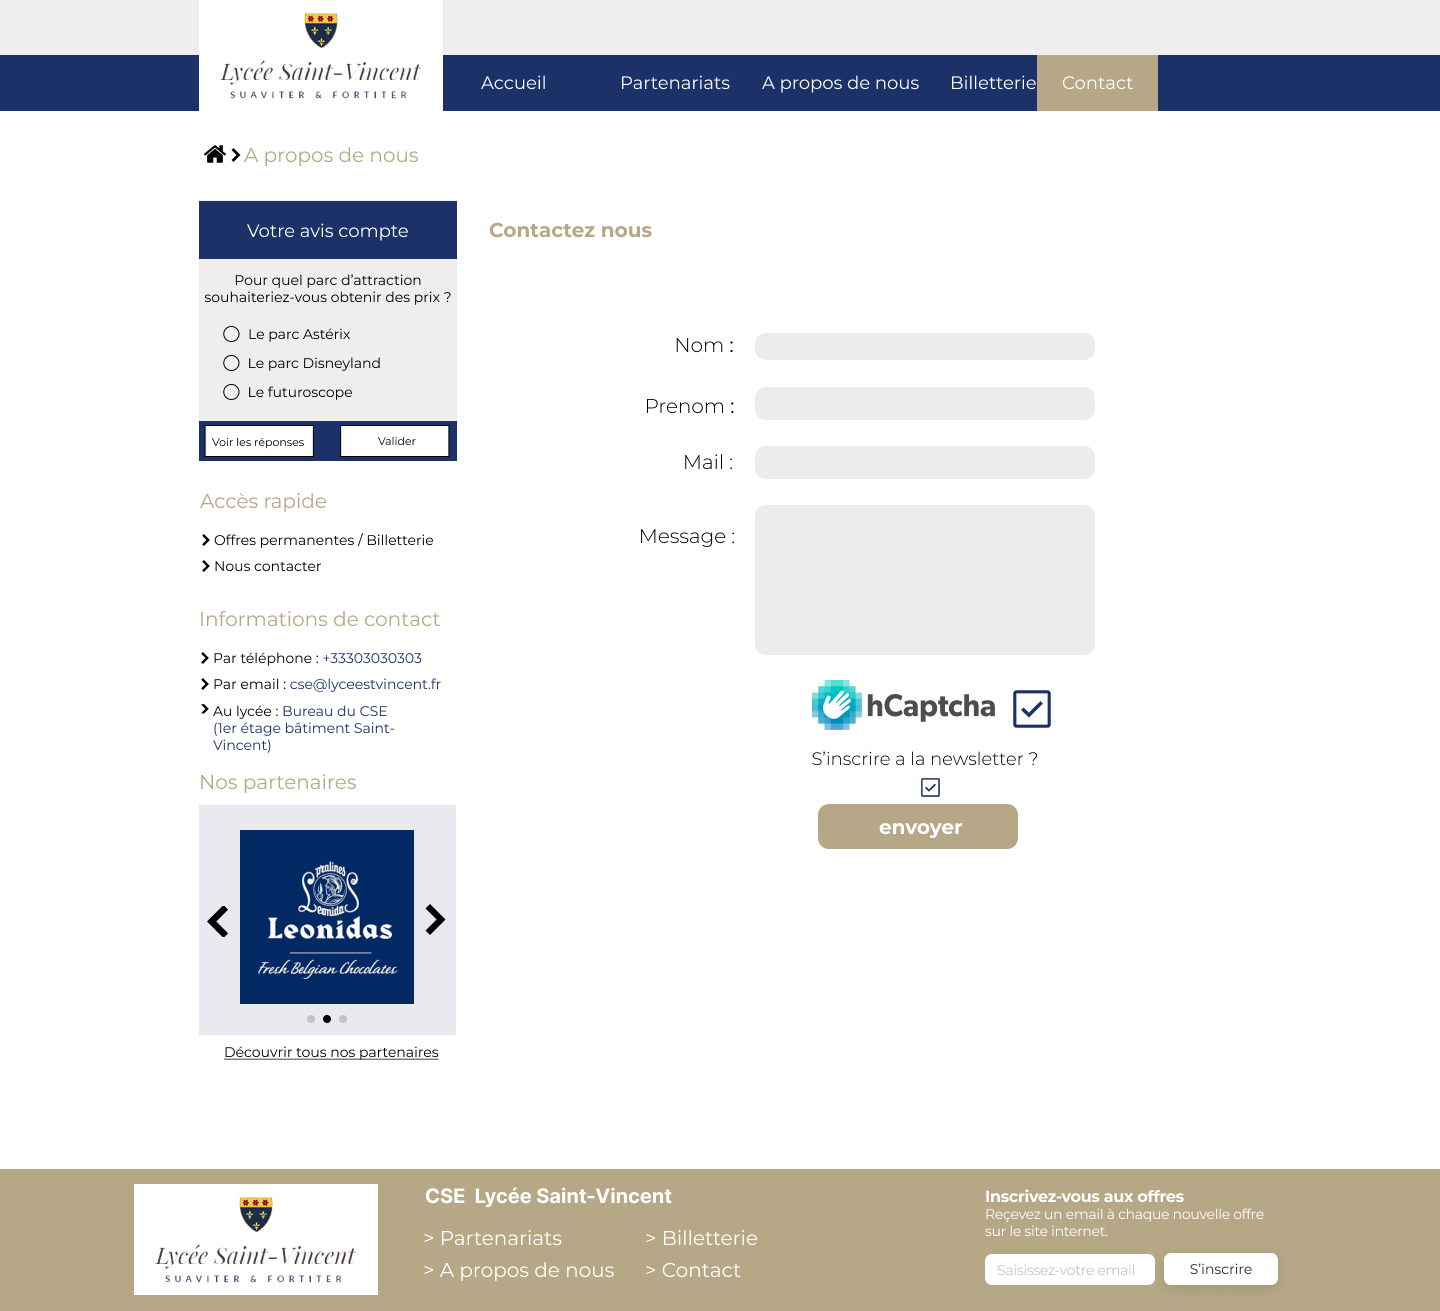 Lycée Saint-Vincent
SUAVITER & FORTITER
Accueil
Partenariats
A propos de nous
Billetterie
Contact
A propos de nous
Votre avis compte
Pour quel parc d’attraction
souhaiteriez-vous obtenir des prix ?
Le parc Astérix
Le parc Disneyland
Le futuroscope
Voir les réponses
Valider
Accès rapide
Offres permanentes / Billetterie
Nous contacter
Informations de contact
Par téléphone : +33303030303
Par email : cse@lyceestvincent.fr
Au lycée : Bureau du CSE
(1er étage bâtiment Saint-
Vincent)
Nos partenaires
pralines
Leonidas
Leonidas
Fresh Belgian Chocolates
Découvrir tous nos partenaires
Contactez nous
Nom :
Prenom :
Mail :
Message :
hCaptcha
S’inscrire a la newsletter ?
envoyer
Lycée Saint-Vincent
SUAVITER & FORTITER
CSE Lycée Saint-Vincent
> Partenariats
> Billetterie
> A propos de nous
> Contact
Inscrivez-vous aux offres
Reçevez un email à chaque nouvelle offre
sur le site internet.
Saisissez-votre email
S’inscrire